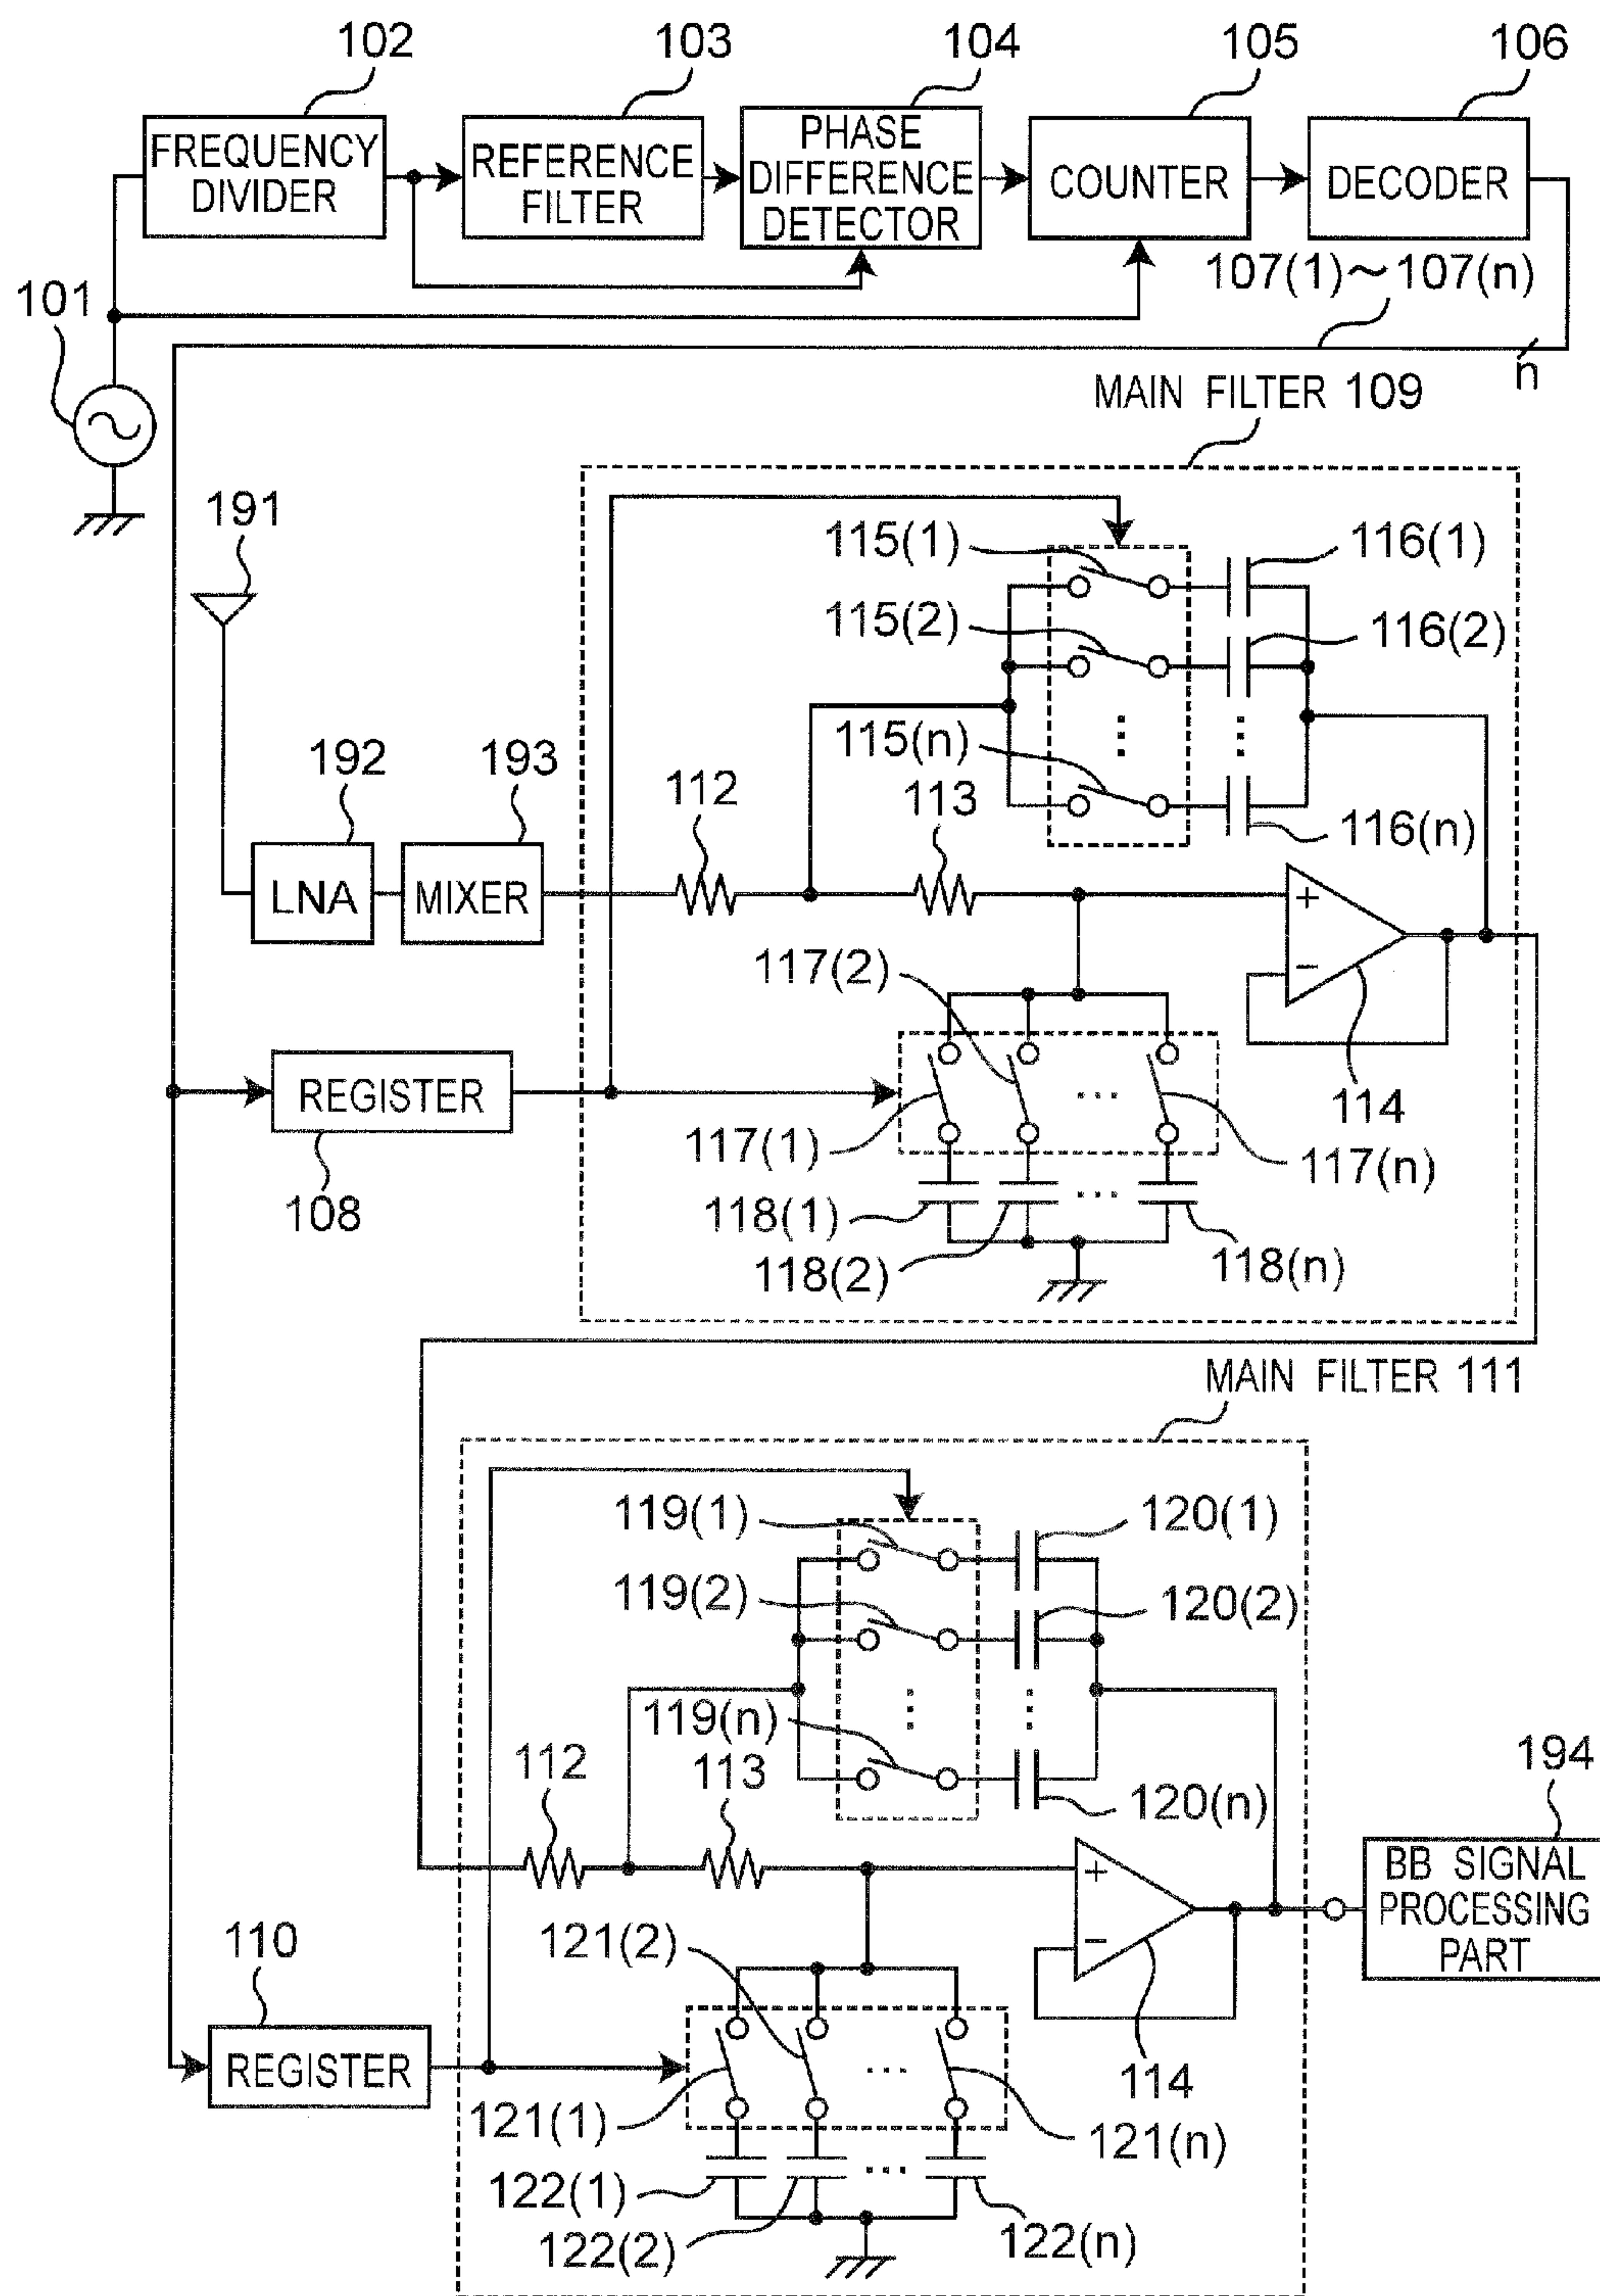 102
103
104
105
106
FREQUENCY
DIVIDER
REFERENCE
FILTER
PHASE
DIFFERENCE
DETECTOR
COUNTER
DECODER
107(1)~107(n)
101
n
MAIN FILTER 109
191
115(1)
116(1)
115(2)
116(2)
115(n)
116(n)
192
193
112
113
LNA
MIXER
+
−
117(2)
114
REGISTER
108
117(1)
117(n)
118(1)
118(2)
118(n)
MAIN FILTER 111
119(1)
120(1)
119(2)
120(2)
119(n)
120(n)
112
113
194
+
−
BB SIGNAL
PROCESSING
PART
110
121(2)
114
REGISTER
121(1)
121(n)
122(1)
122(2)
122(n)